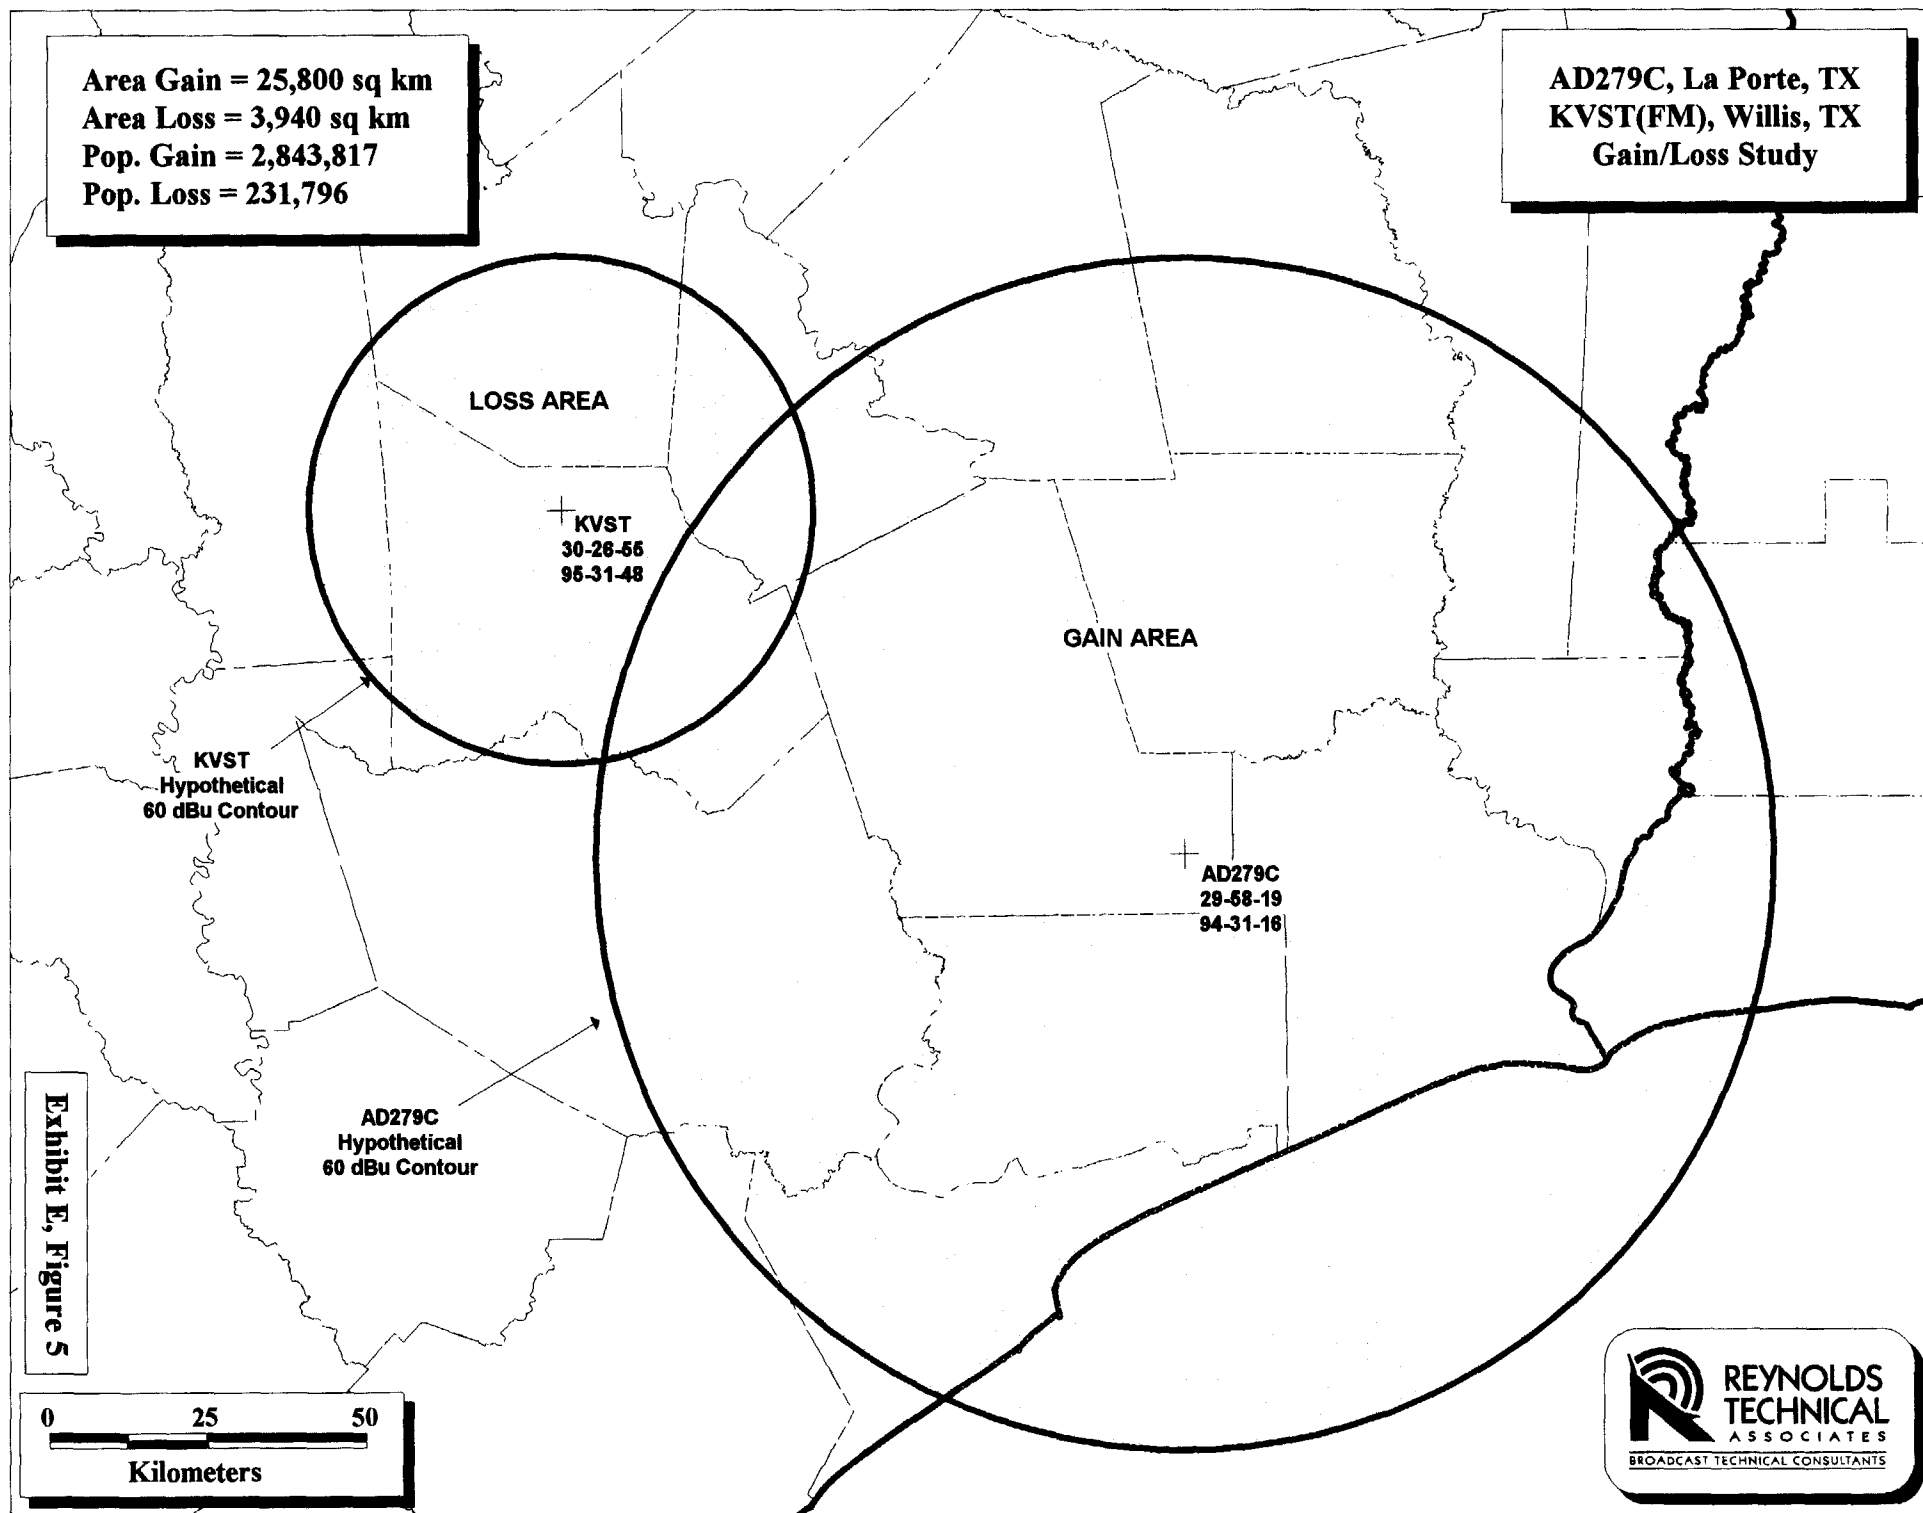 Area Gain = 25,800 sq km
Area Loss = 3,940 sq km
Pop. Gain = 2,843,817
Pop. Loss = 231,796
AD279C, La Porte, TX
KVST(FM), Willis, TX
Gain/Loss Study
LOSS AREA
KVST
30-26-55
95-31-48
GAIN AREA
KVST
Hypothetical
60 dBu Contour
AD279C
29-58-19
94-31-16
AD279C
Hypothetical
60 dBu Contour
Exhibit E, Figure 5
0 25 50
Kilometers
REYNOLDS
TECHNICAL
ASSOCIATES
BROADCAST TECHNICAL CONSULTANTS